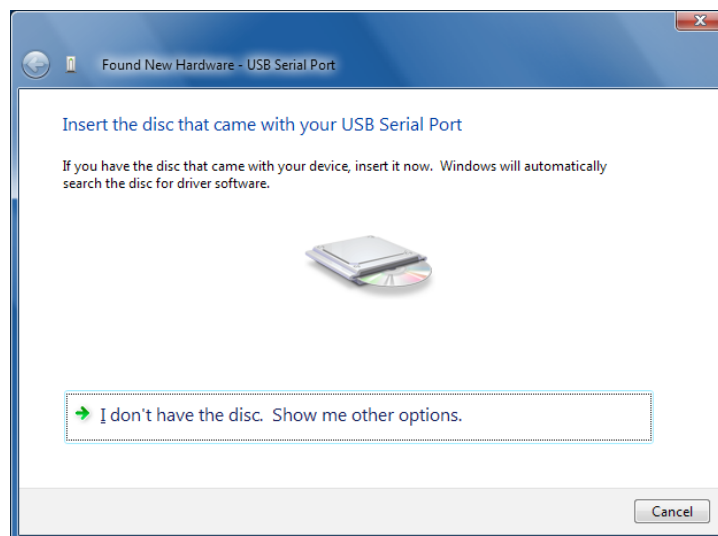 Found New Hardware - USB Serial Port
Insert the disc that came with your USB Serial Port
If you have the disc that came with your device, insert it now.  Windows will automatically
search the disc for driver software.
I don't have the disc.  Show me other options.
Cancel